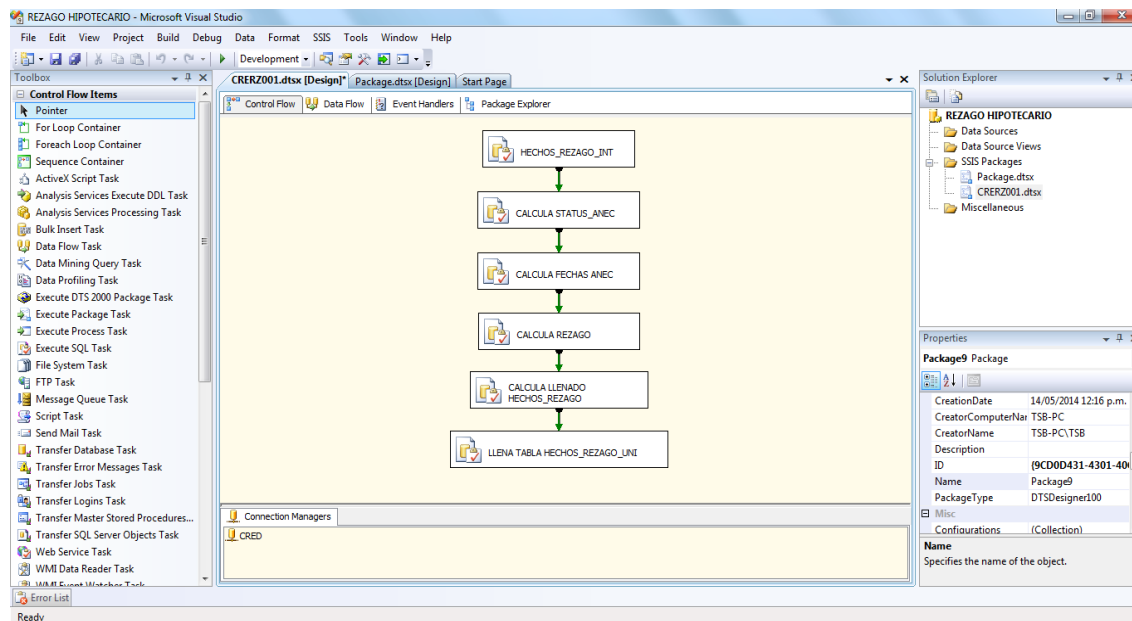 REZAGO HIPOTECARIO - Microsoft Visual Studio
File Edit View Project Build Debug Data Format SSIS Tools Window Help
Development
Toolbox
Control Flow Items
Pointer
For Loop Container
Foreach Loop Container
Sequence Container
ActiveX Script Task
Analysis Services Execute DDL Task
Analysis Services Processing Task
Bulk Insert Task
Data Flow Task
Data Mining Query Task
Data Profiling Task
Execute DTS 2000 Package Task
Execute Package Task
Execute Process Task
Execute SQL Task
File System Task
FTP Task
Message Queue Task
Script Task
Send Mail Task
Transfer Database Task
Transfer Error Messages Task
Transfer Jobs Task
Transfer Logins Task
Transfer Master Stored Procedures...
Transfer SQL Server Objects Task
Web Service Task
WMI Data Reader Task
WMI Event Watcher Task
CRERZ001.dtsx [Design]* Package.dtsx [Design] Start Page
Control Flow Data Flow Event Handlers Package Explorer
HECHOS_REZAGO_INT
CALCULA STATUS_ANEC
CALCULA FECHAS ANEC
CALCULA REZAGO
CALCULA LLENADO
HECHOS_REZAGO
LLENA TABLA HECHOS_REZAGO_UNI
Connection Managers
CRED
Solution Explorer
REZAGO HIPOTECARIO
Data Sources
Data Source Views
SSIS Packages
Package.dtsx
CRERZ001.dtsx
Miscellaneous
Properties
Package9 Package
CreationDate 14/05/2014 12:16 p.m.
CreatorComputerNar TSB-PC
CreatorName TSB-PC\TSB
Description
ID {9CD0D431-4301-40
Name Package9
PackageType DTSDesigner100
Misc
Configurations (Collection)
Name
Specifies the name of the object.
Error List
Ready